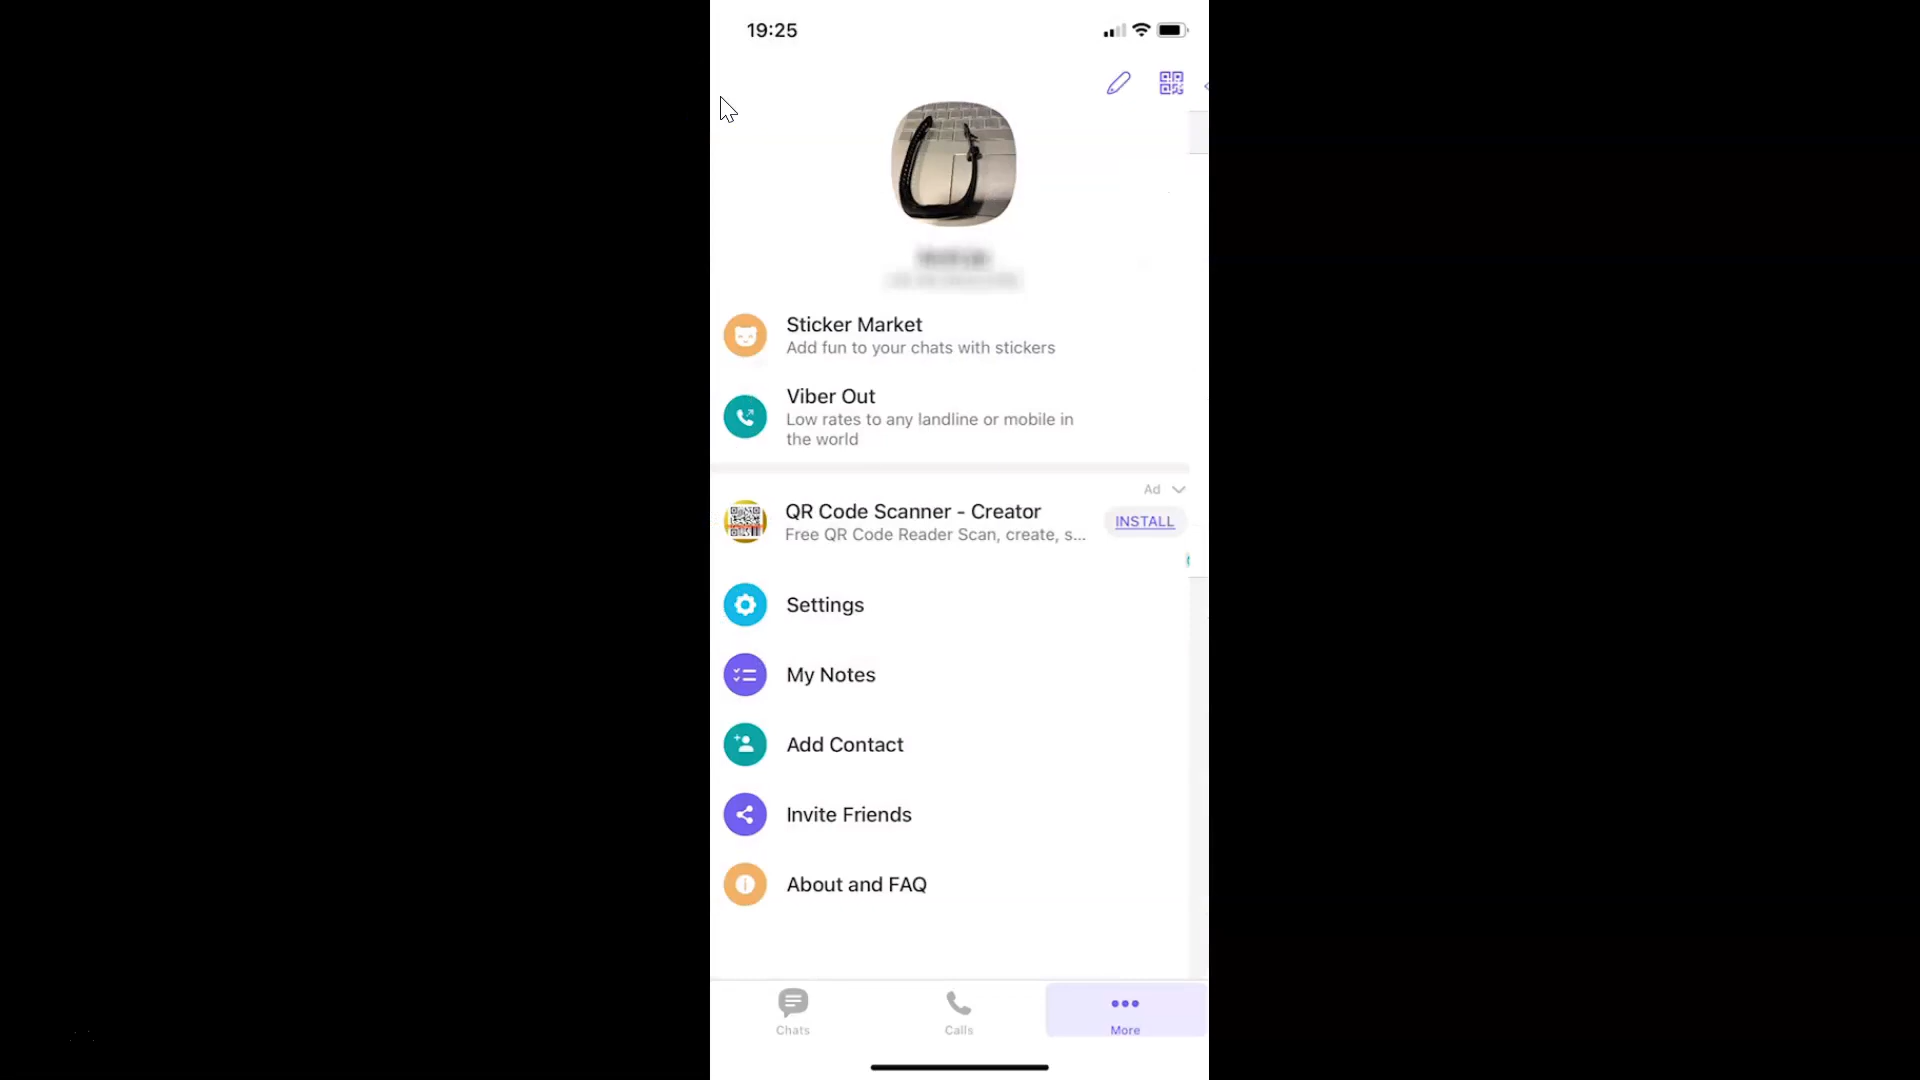 19:25
Sticker Market
Add fun to your chats with stickers
Viber Out
Low rates to any landline or mobile in
the world
Ad
QR Code Scanner - Creator
Free QR Code Reader Scan, create, s...
INSTALL
Settings
My Notes
Add Contact
Invite Friends
About and FAQ
Chats
Calls
More